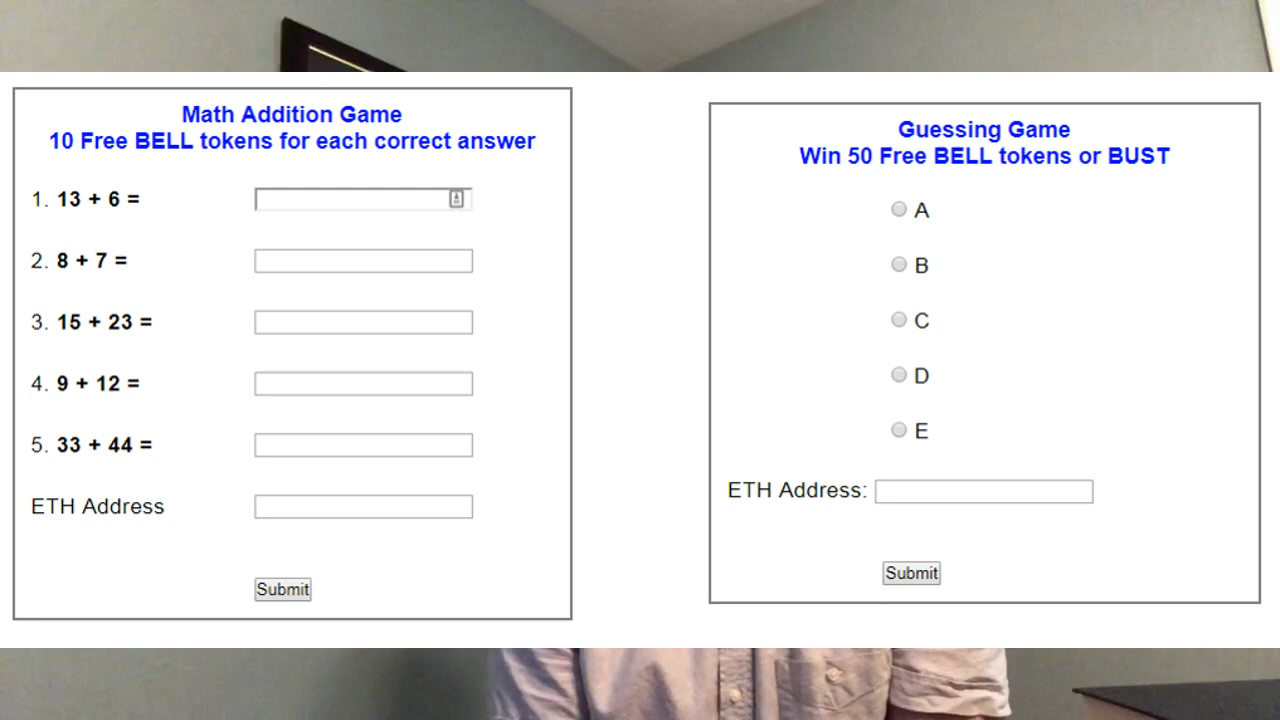 Math Addition Game
10 Free BELL tokens for each correct answer
1. 13 + 6 =
2. 8 + 7 =
3. 15 + 23 =
4. 9 + 12 =
5. 33 + 44 =
ETH Address
Submit
Guessing Game
Win 50 Free BELL tokens or BUST
A
B
C
D
E
ETH Address:
Submit